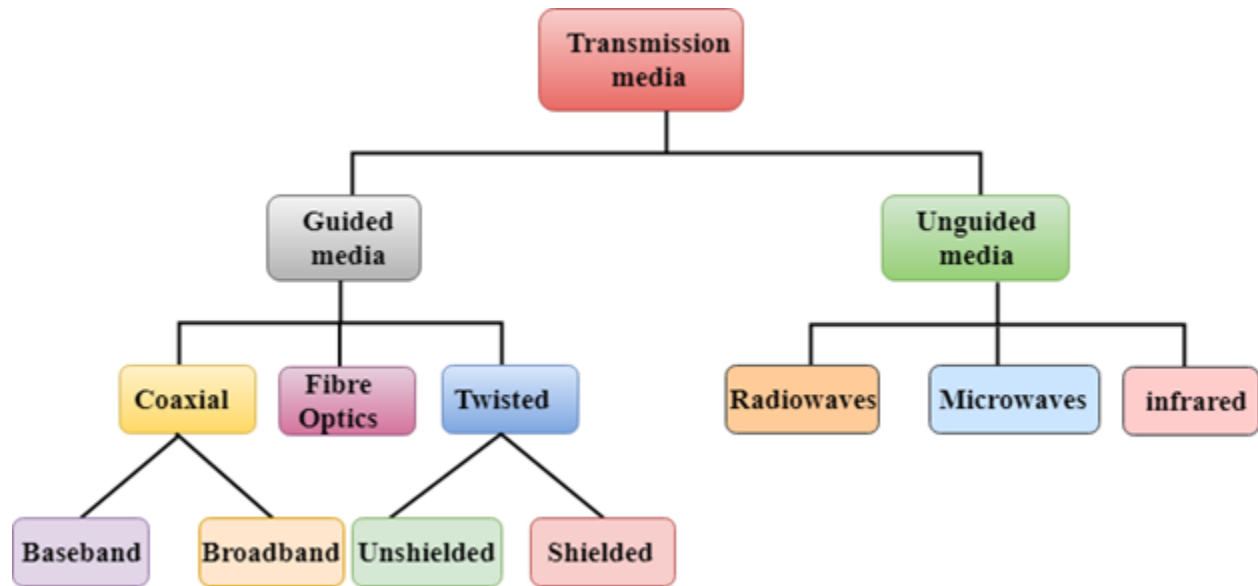 Transmission
media
Guided
media
Unguided
media
Coaxial
Fibre
Optics
Twisted
Radiowaves
Microwaves
infrared
Baseband
Broadband
Unshielded
Shielded